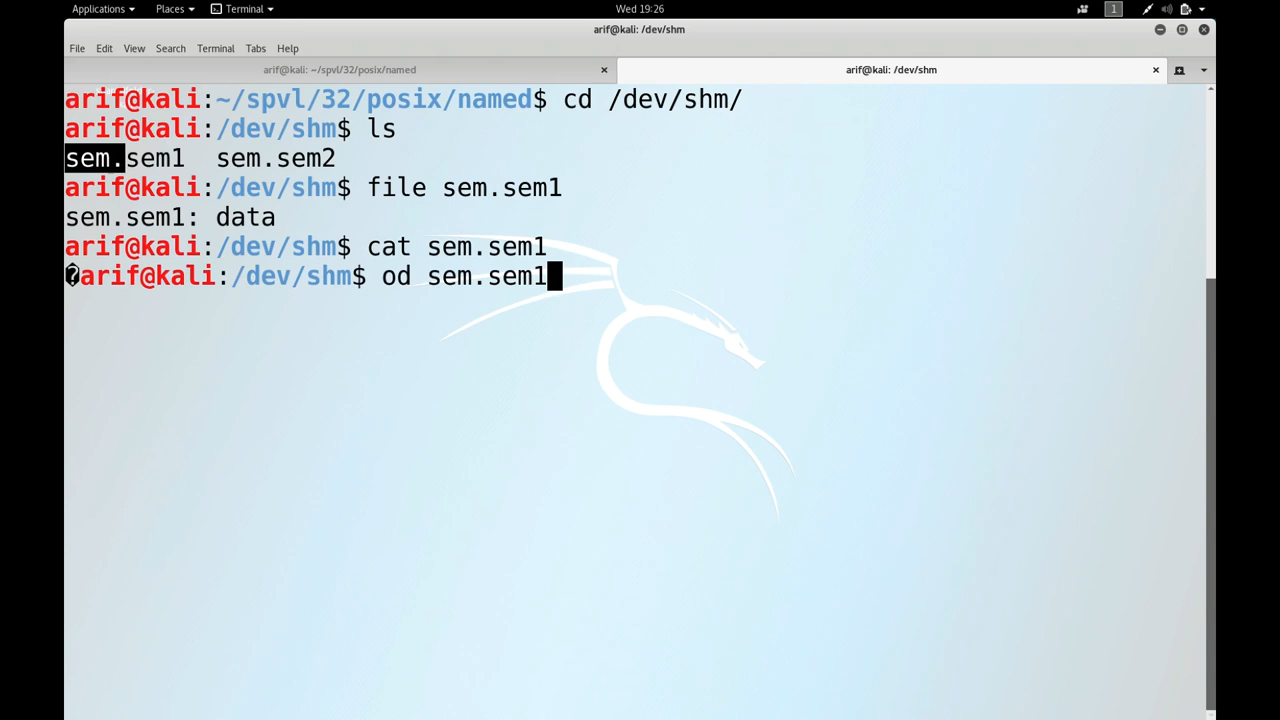 Applications Places Terminal Wed 19:26 1
arif@kali: /dev/shm
File Edit View Search Terminal Tabs Help
arif@kali: ~/spvl/32/posix/named arif@kali: /dev/shm
arif@kali:~/spvl/32/posix/named$ cd /dev/shm/
arif@kali:/dev/shm$ ls
sem.sem1 sem.sem2
arif@kali:/dev/shm$ file sem.sem1
sem.sem1: data
arif@kali:/dev/shm$ cat sem.sem1
�arif@kali:/dev/shm$ od sem.sem1